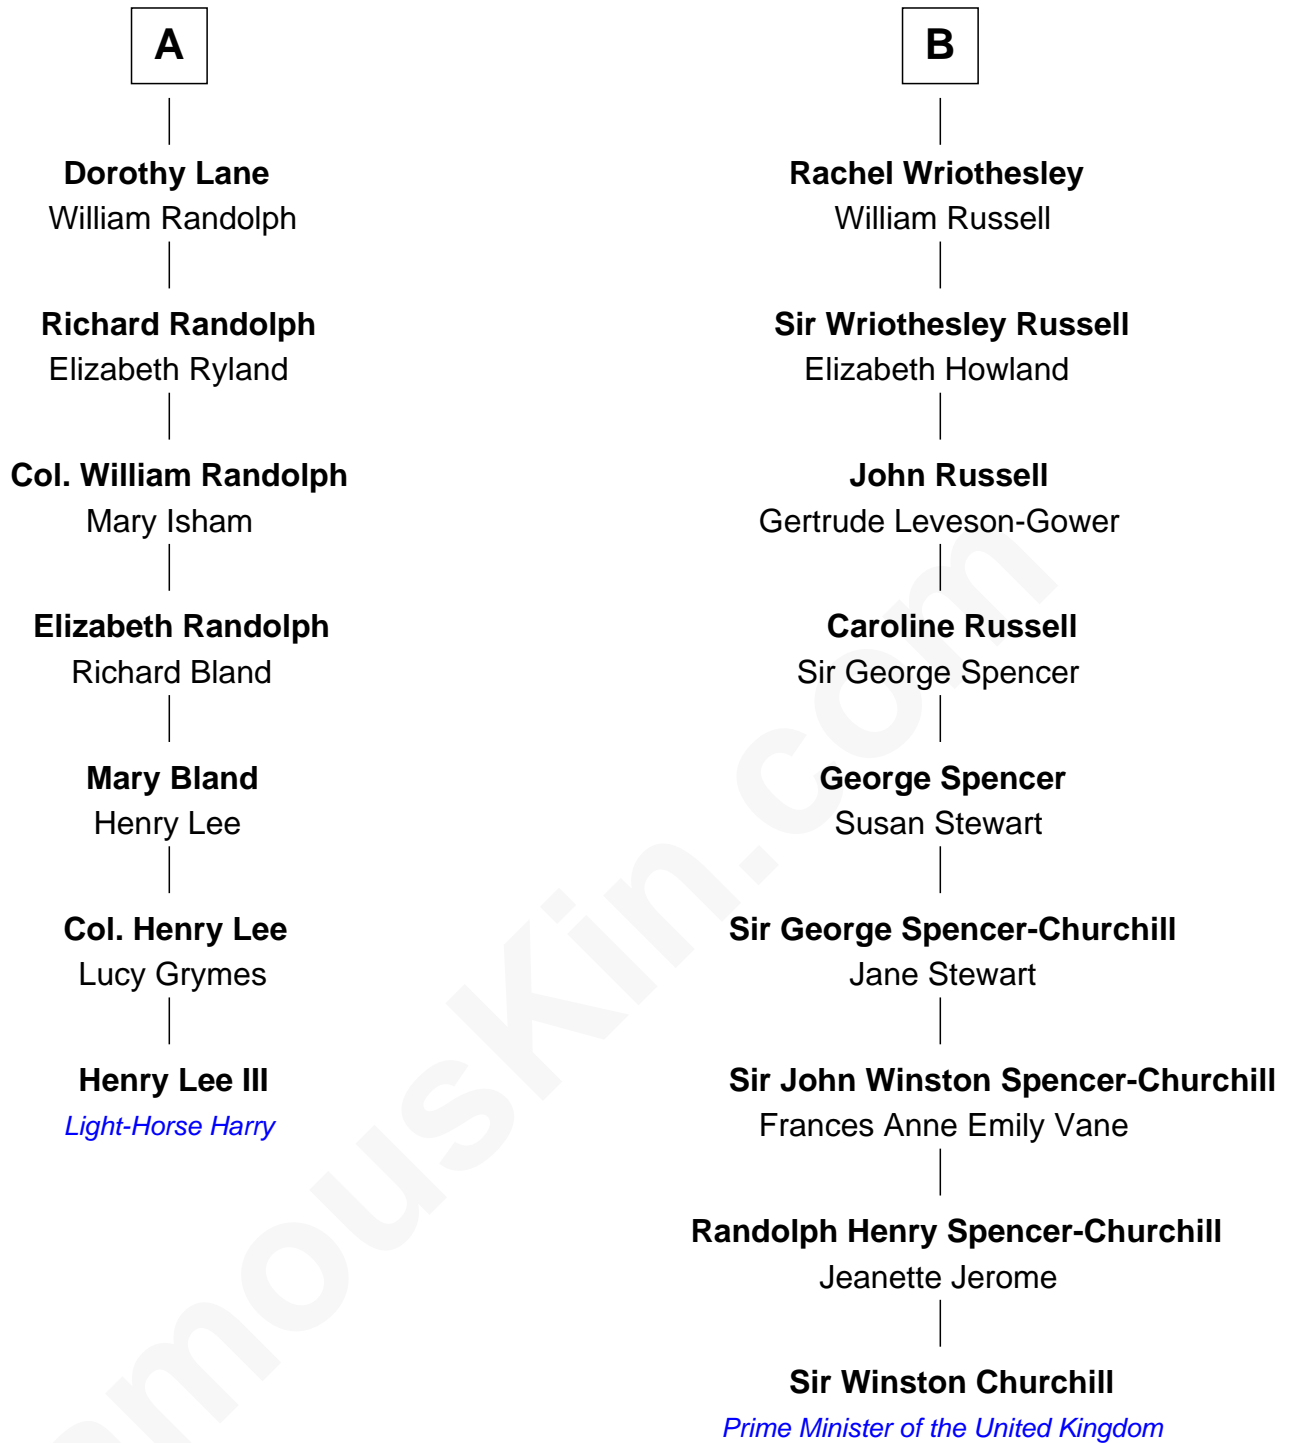 A
Dorothy Lane
William Randolph
Richard Randolph
Elizabeth Ryland
Col. William Randolph
Mary Isham
Elizabeth Randolph
Richard Bland
Mary Bland
Henry Lee
Col. Henry Lee
Lucy Grymes
Henry Lee III
Light-Horse Harry
B
Rachel Wriothesley
William Russell
Sir Wriothesley Russell
Elizabeth Howland
John Russell
Gertrude Leveson-Gower
Caroline Russell
Sir George Spencer
George Spencer
Susan Stewart
Sir George Spencer-Churchill
Jane Stewart
Sir John Winston Spencer-Churchill
Frances Anne Emily Vane
Randolph Henry Spencer-Churchill
Jeanette Jerome
Sir Winston Churchill
Prime Minister of the United Kingdom
amousKin.com